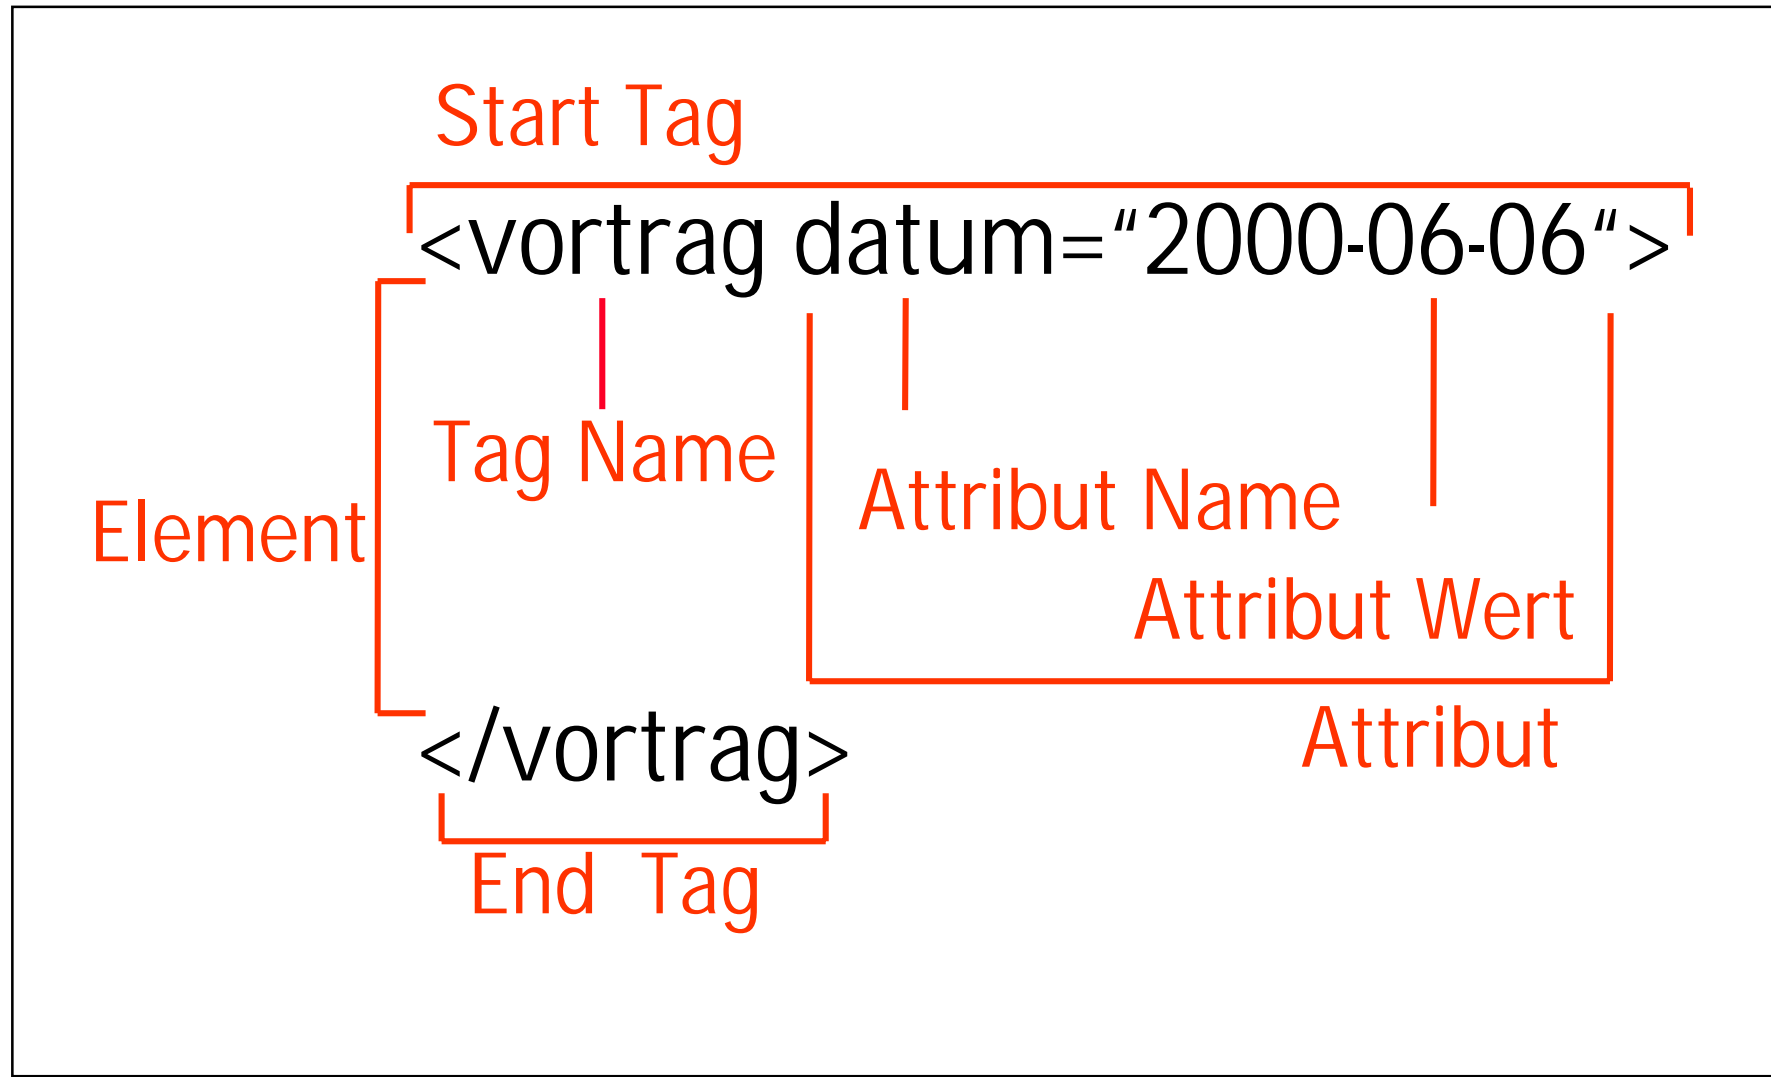 Start Tag
<vortrag datum=“2000-06-06“>
Tag Name
Attribut Name
Element
Attribut Wert
</vortrag>
Attribut
End Tag